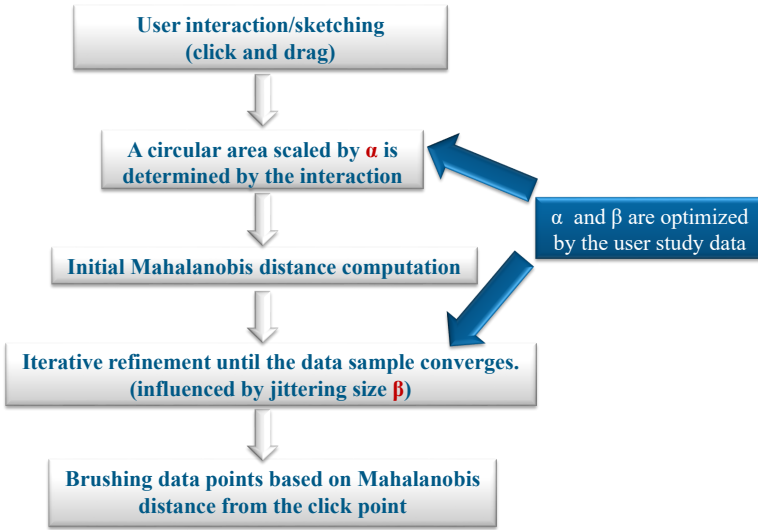 User interaction/sketching
(click and drag)
A circular area scaled by α is
determined by the interaction
α and β are optimized
by the user study data
Initial Mahalanobis distance computation
Iterative refinement until the data sample converges.
(influenced by jittering size β)
Brushing data points based on Mahalanobis
distance from the click point